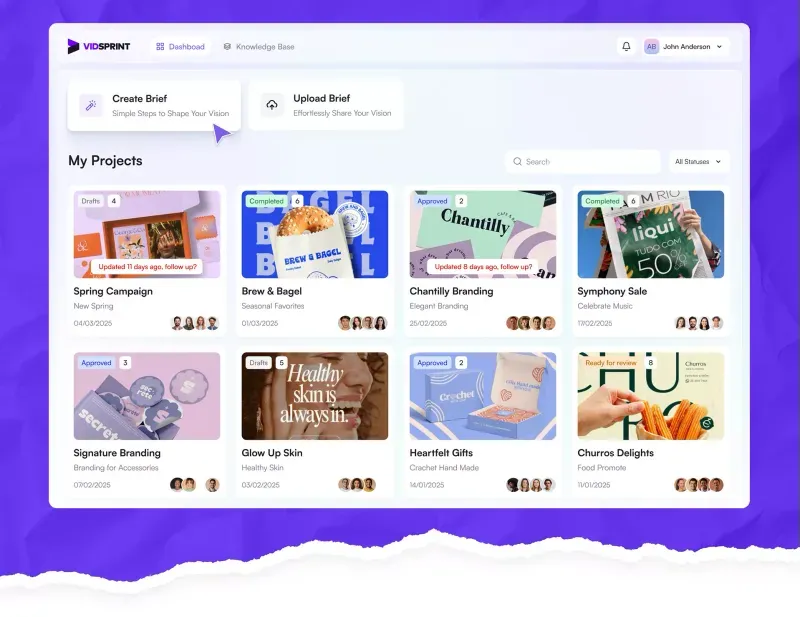 VIDSPRINT
Dashboad
Knowledge Base
AB
John Anderson
Create Brief
Simple Steps to Shape Your Vision
Upload Brief
Effortlessly Share Your Vision
My Projects
Search
All Statuses
Drafts 4
Updated 11 days ago, follow up?
Spring Campaign
New Spring
04/03/2025
Completed 6
BAGEL
BREW & BAGEL
Brew & Bagel
Seasonal Favorites
01/03/2025
Approved 2
Chantilly
Updated 8 days ago, follow up?
Chantilly Branding
Elegant Branding
25/02/2025
Completed 6
liqui
TUDO COM
50%
Symphony Sale
Celebrate Music
17/02/2025
Approved 3
secrete
Signature Branding
Branding for Accessories
07/02/2025
Drafts 5
Healthy
skin is
always in.
Glow Up Skin
Healthy Skin
03/02/2025
Approved 2
Crochet
Heartfelt Gifts
Crachet Hand Made
14/01/2025
Ready for review 8
CHU
Churros
Churros Delights
Food Promote
11/01/2025